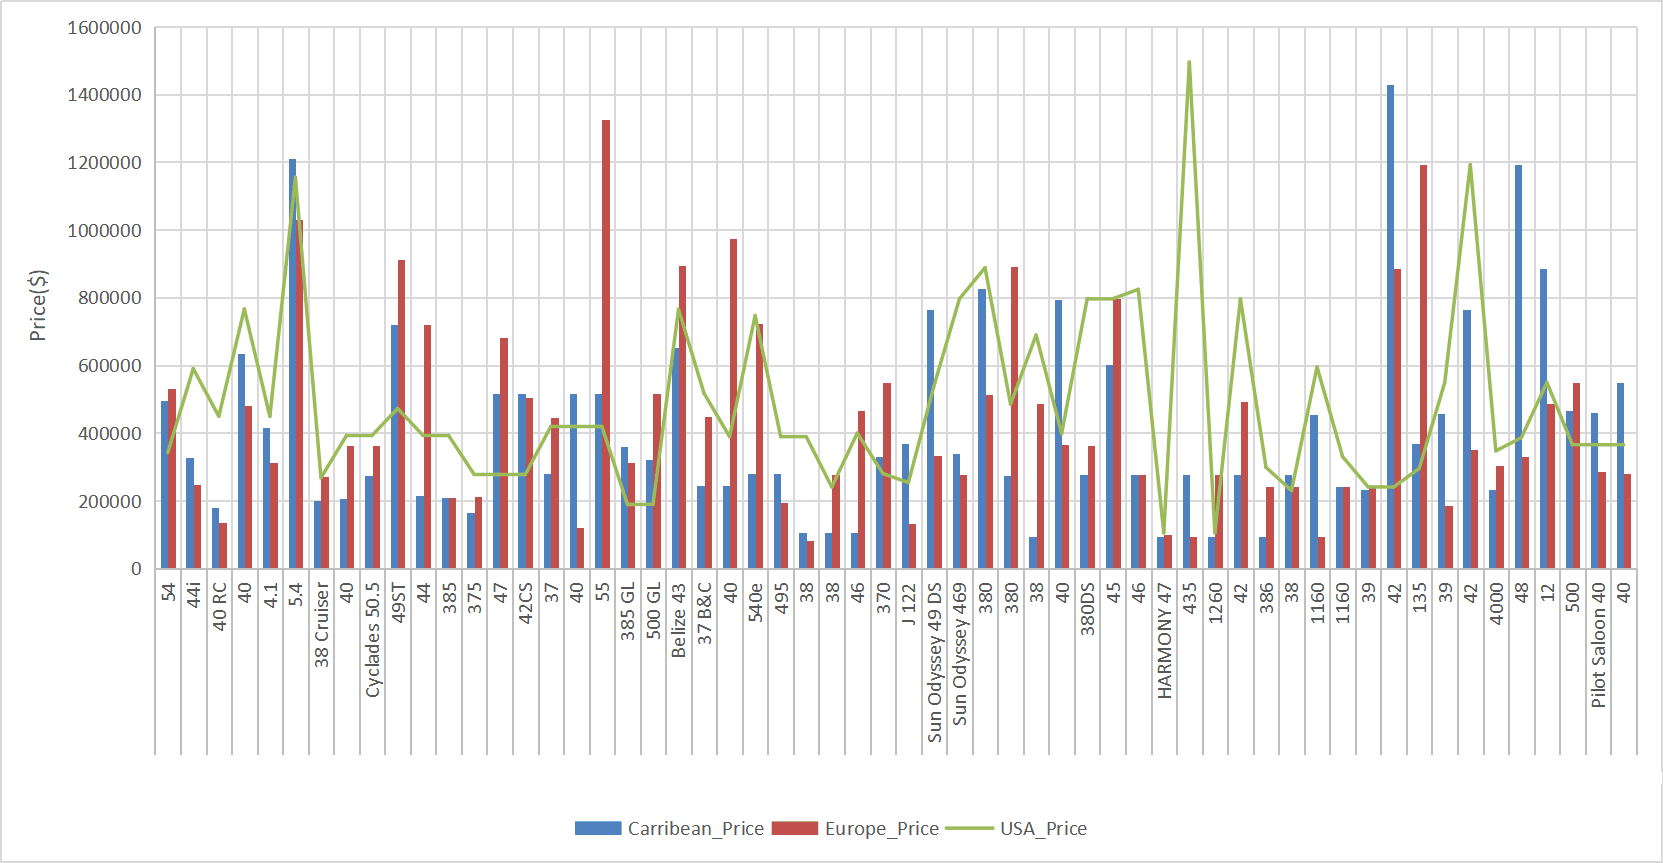 1600000
1400000
1200000
1000000
800000
600000
400000
200000
0
Price($)
54
44i
40 RC
40
4.1
5.4
38 Cruiser
40
Cyclades 50.5
49ST
44
385
375
47
42CS
37
40
55
385 GL
500 GL
Belize 43
37 B&C
40
540e
495
38
38
46
370
J 122
Sun Odyssey 49 DS
Sun Odyssey 469
380
380
38
40
380DS
45
46
HARMONY 47
435
1260
42
386
38
1160
1160
39
42
135
39
42
4000
48
12
500
Pilot Saloon 40
40
Carribean_Price
Europe_Price
USA_Price